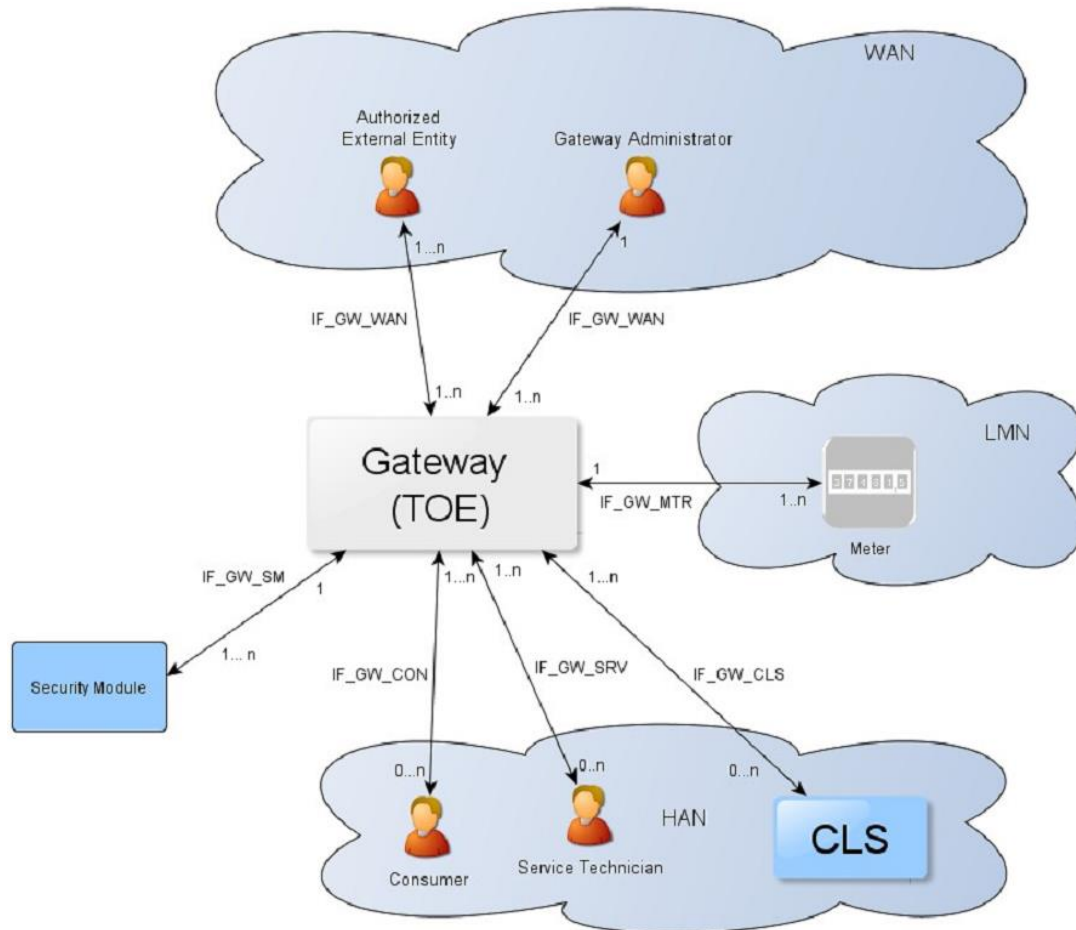 WAN
Authorized
External Entity
Gateway Administrator
1...n
1
IF_GW_WAN
IF_GW_WAN
1..n
1..n
LMN
Gateway
(TOE)
1
IF_GW_MTR
1..n
Meter
IF_GW_SM
1
1... n
Security Module
1...n
1..n
1...n
IF_GW_CON
IF_GW_SRV
IF_GW_CLS
0...n
0...n
0...n
HAN
CLS
Consumer
Service Technician